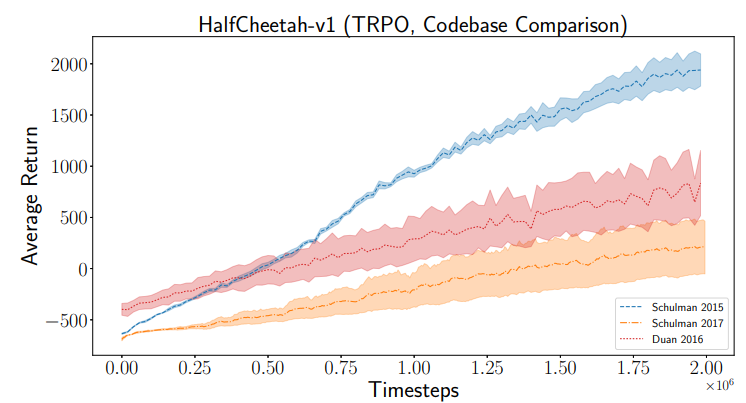 HalfCheetah-v1 (TRPO, Codebase Comparison)
Average Return
2000
1500
1000
500
0
−500
0.00 0.25 0.50 0.75 1.00 1.25 1.50 1.75 2.00
×10⁶
Timesteps
Schulman 2015
Schulman 2017
Duan 2016